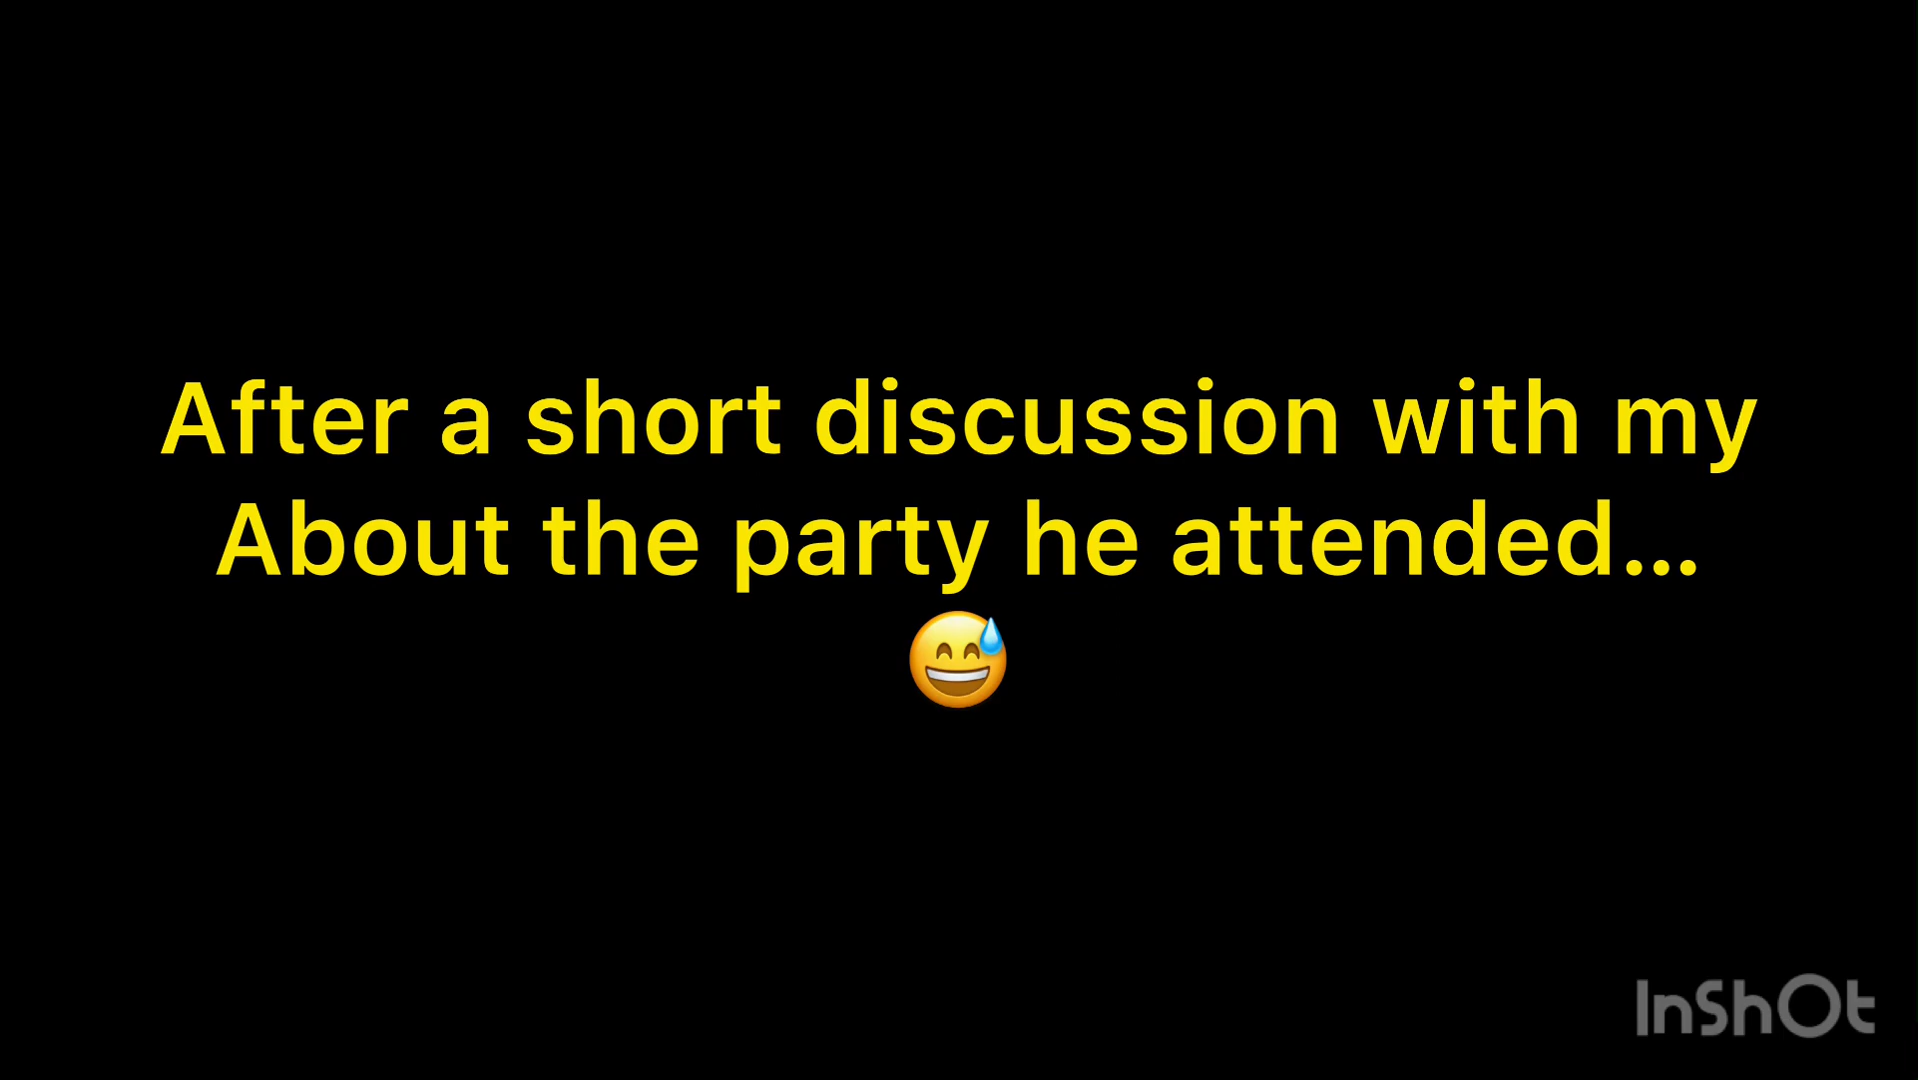 After a short discussion with my
About the party he attended...
😅
InShOt